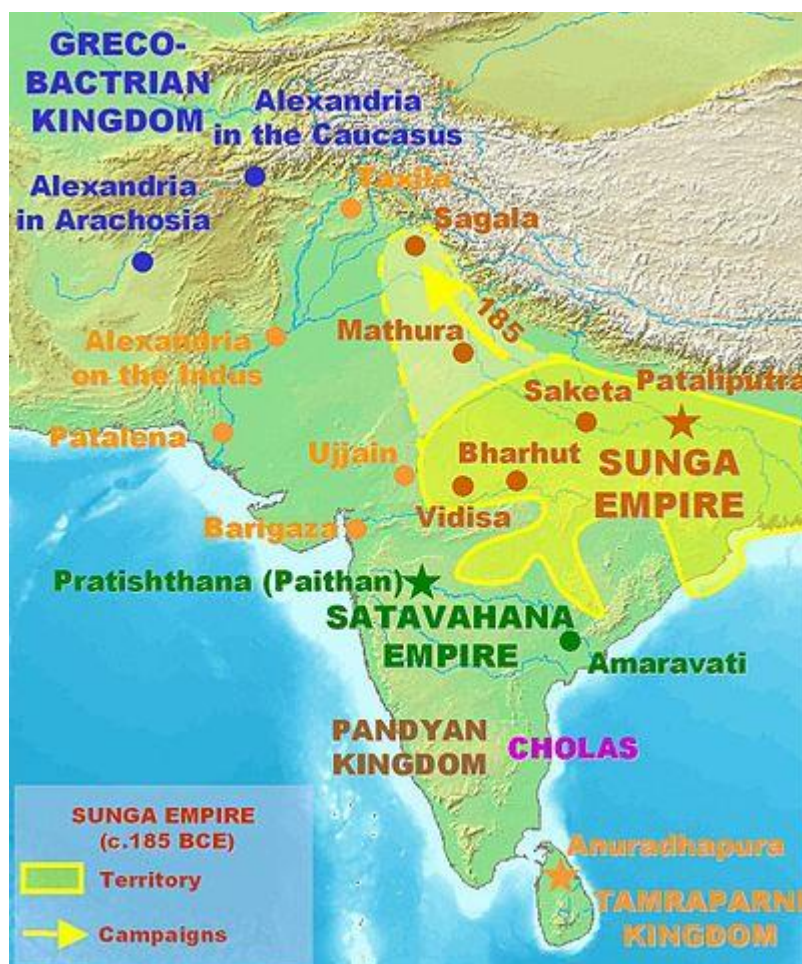 GRECO-
BACTRIAN
KINGDOM
Alexandria
in the Caucasus
Alexandria
in Arachosia
Taxila
Sagala
185
Mathura
Alexandria
on the Indus
Saketa
Pataliputra
Patalena
Ujjain
Bharhut
SUNGA
EMPIRE
Vidisa
Barigaza
Pratishthana (Paithan)
SATAVAHANA
EMPIRE
Amaravati
PANDYAN
KINGDOM
CHOLAS
SUNGA EMPIRE
(c.185 BCE)
Territory
Campaigns
Anuradhapura
TAMRAPARNI
KINGDOM